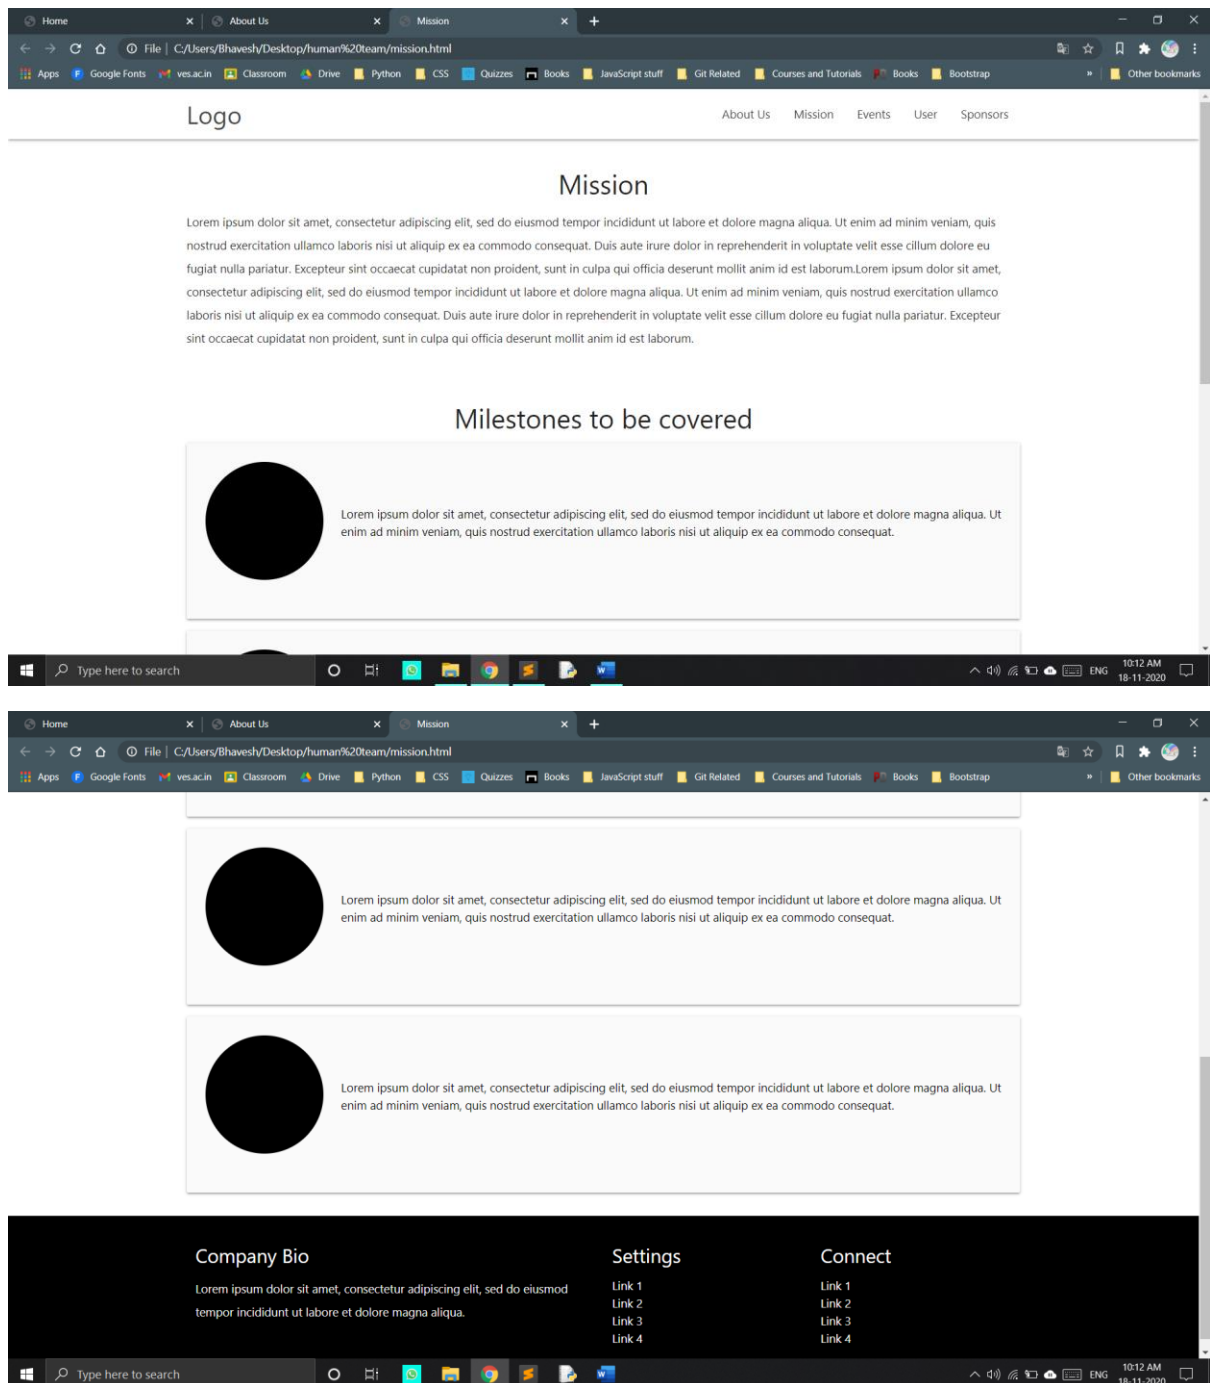 Home
About Us
Mission
File | C:/Users/Bhavesh/Desktop/human%20team/mission.html
Apps Google Fonts ves.ac.in Classroom Drive Python CSS Quizzes Books JavaScript stuff Git Related Courses and Tutorials Books Bootstrap » Other bookmarks
Logo About Us Mission Events User Sponsors
Mission
Lorem ipsum dolor sit amet, consectetur adipiscing elit, sed do eiusmod tempor incididunt ut labore et dolore magna aliqua. Ut enim ad minim veniam, quis
nostrud exercitation ullamco laboris nisi ut aliquip ex ea commodo consequat. Duis aute irure dolor in reprehenderit in voluptate velit esse cillum dolore eu
fugiat nulla pariatur. Excepteur sint occaecat cupidatat non proident, sunt in culpa qui officia deserunt mollit anim id est laborum.Lorem ipsum dolor sit amet,
consectetur adipiscing elit, sed do eiusmod tempor incididunt ut labore et dolore magna aliqua. Ut enim ad minim veniam, quis nostrud exercitation ullamco
laboris nisi ut aliquip ex ea commodo consequat. Duis aute irure dolor in reprehenderit in voluptate velit esse cillum dolore eu fugiat nulla pariatur. Excepteur
sint occaecat cupidatat non proident, sunt in culpa qui officia deserunt mollit anim id est laborum.
Milestones to be covered
Lorem ipsum dolor sit amet, consectetur adipiscing elit, sed do eiusmod tempor incididunt ut labore et dolore magna aliqua. Ut
enim ad minim veniam, quis nostrud exercitation ullamco laboris nisi ut aliquip ex ea commodo consequat.
Type here to search
ENG
10:12 AM
18-11-2020
Home
About Us
Mission
File | C:/Users/Bhavesh/Desktop/human%20team/mission.html
Apps Google Fonts ves.ac.in Classroom Drive Python CSS Quizzes Books JavaScript stuff Git Related Courses and Tutorials Books Bootstrap » Other bookmarks
Lorem ipsum dolor sit amet, consectetur adipiscing elit, sed do eiusmod tempor incididunt ut labore et dolore magna aliqua. Ut
enim ad minim veniam, quis nostrud exercitation ullamco laboris nisi ut aliquip ex ea commodo consequat.
Lorem ipsum dolor sit amet, consectetur adipiscing elit, sed do eiusmod tempor incididunt ut labore et dolore magna aliqua. Ut
enim ad minim veniam, quis nostrud exercitation ullamco laboris nisi ut aliquip ex ea commodo consequat.
Company Bio
Lorem ipsum dolor sit amet, consectetur adipiscing elit, sed do eiusmod
tempor incididunt ut labore et dolore magna aliqua.
Settings
Link 1
Link 2
Link 3
Link 4
Connect
Link 1
Link 2
Link 3
Link 4
Type here to search
ENG
10:12 AM
18-11-2020